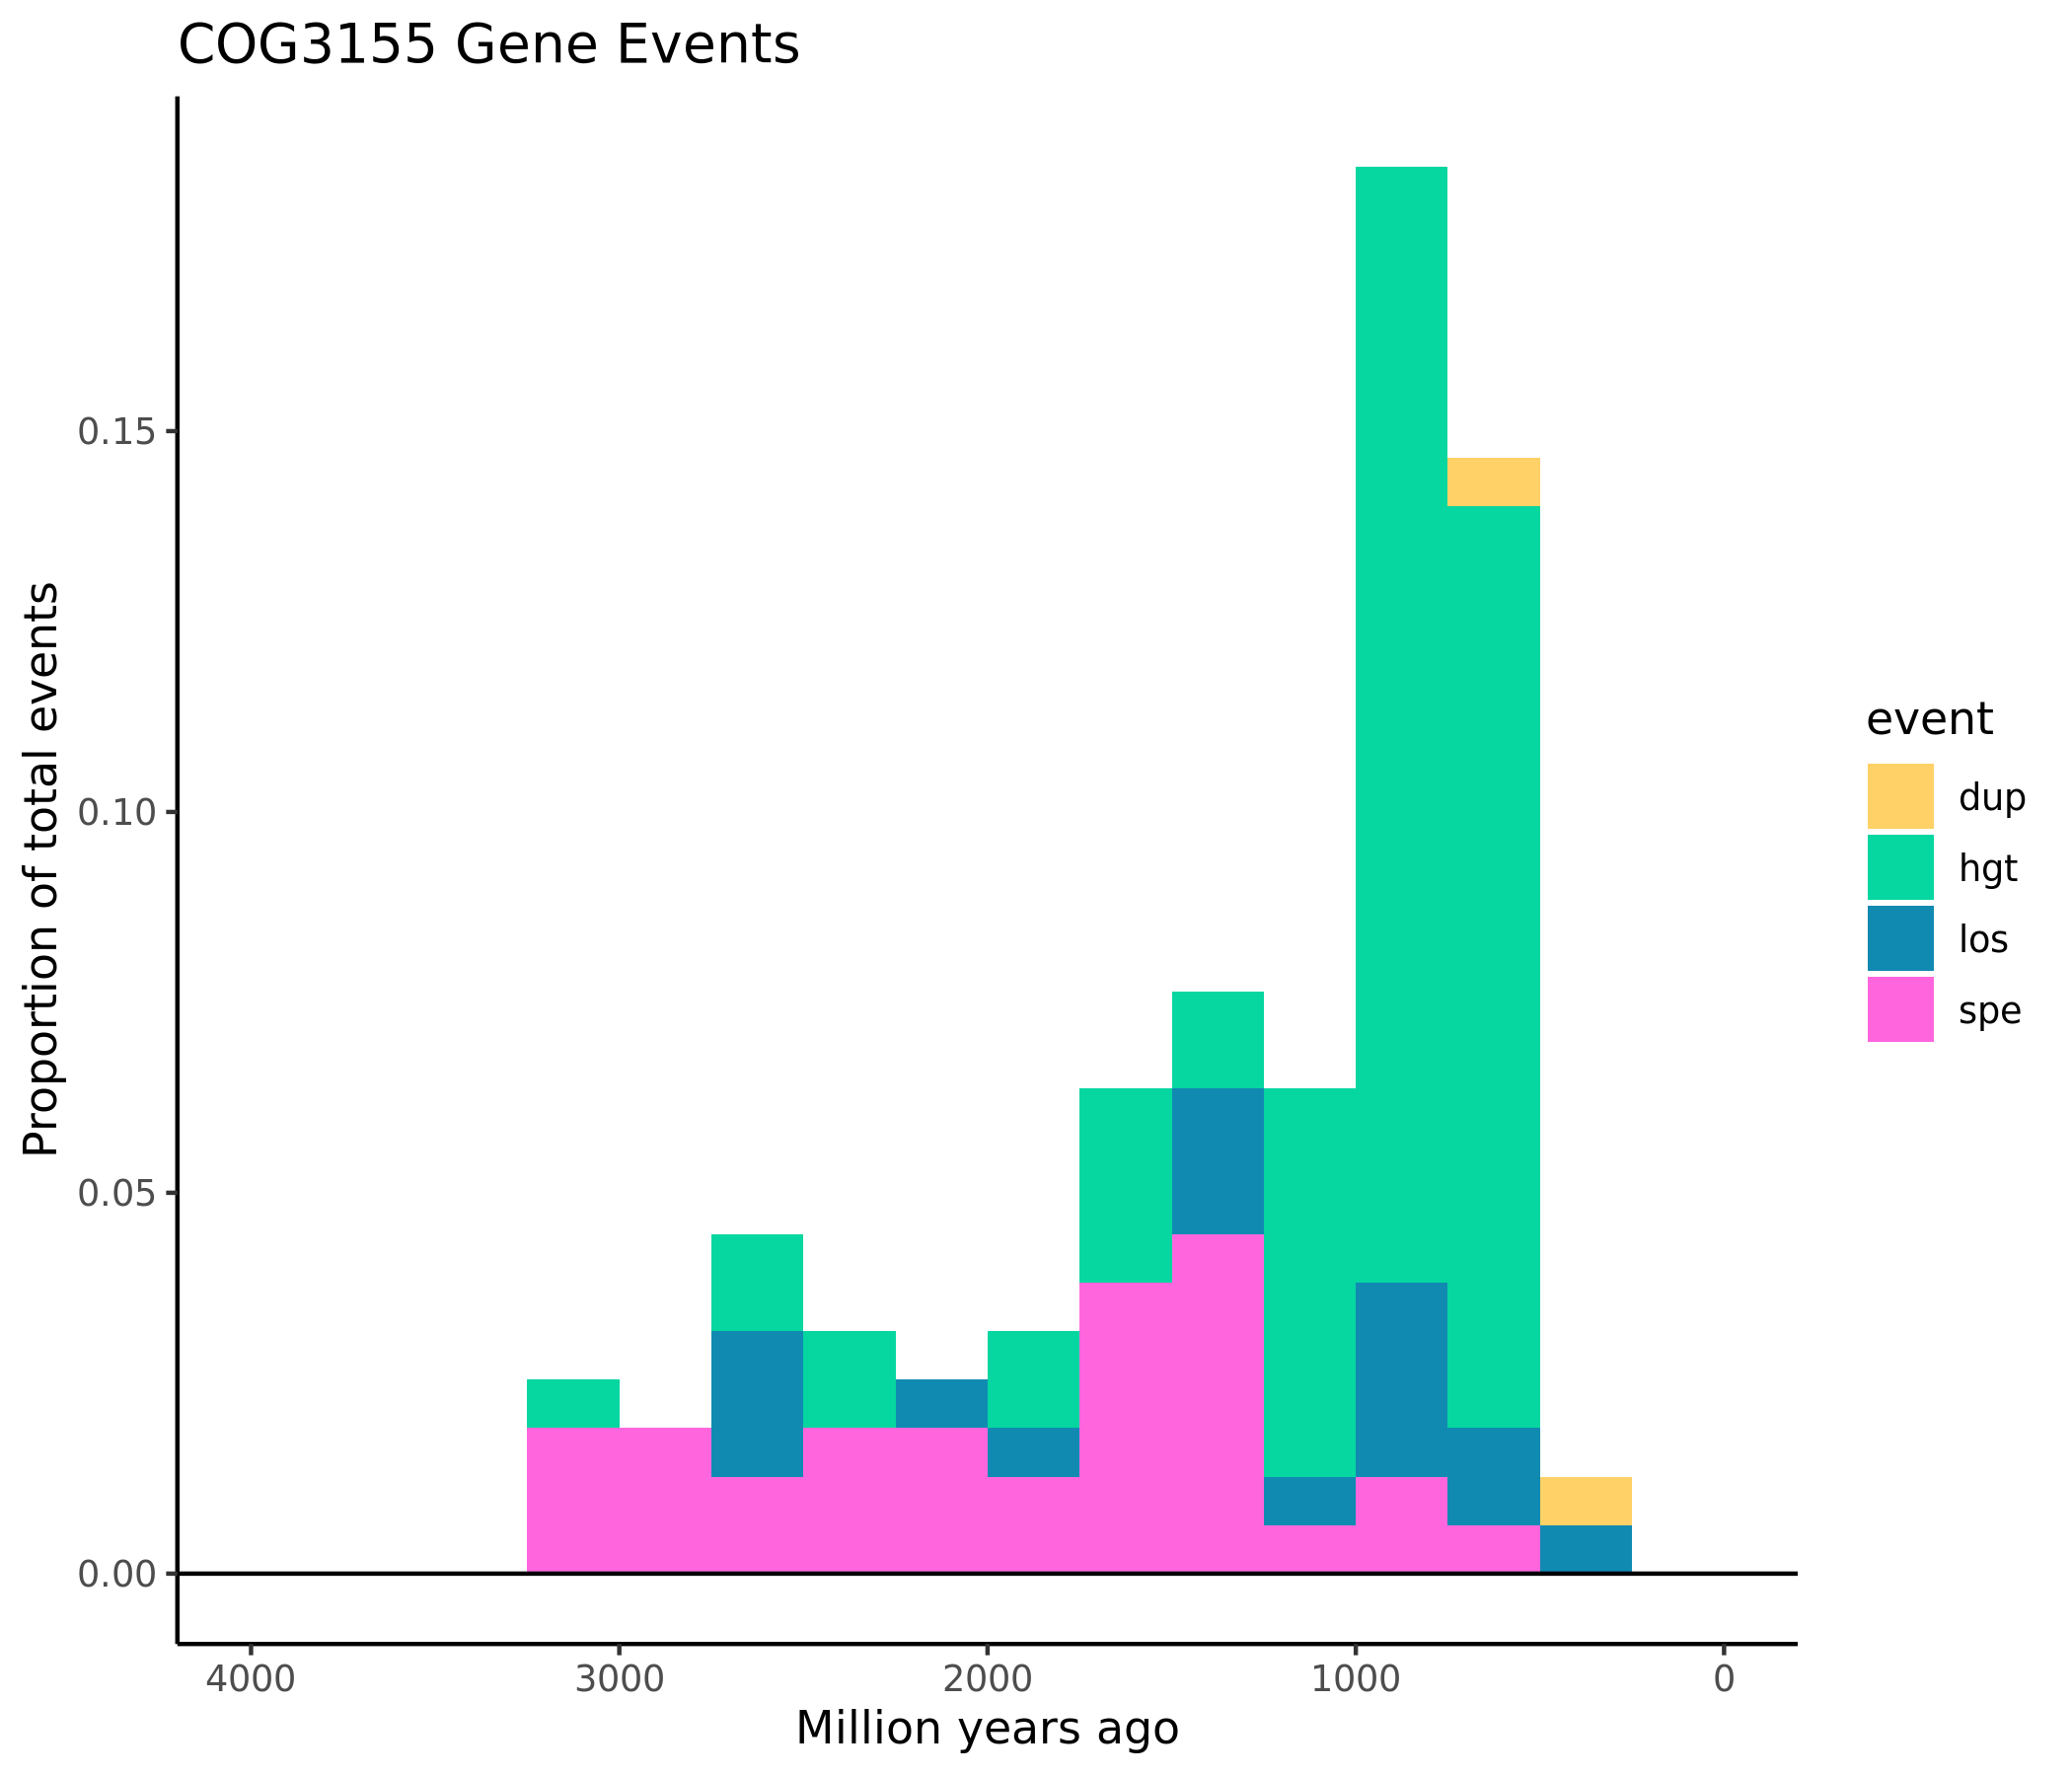 COG3155 Gene Events
Proportion of total events
0.15
0.10
0.05
0.00
4000 3000 2000 1000 0
Million years ago
event
dup
hgt
los
spe